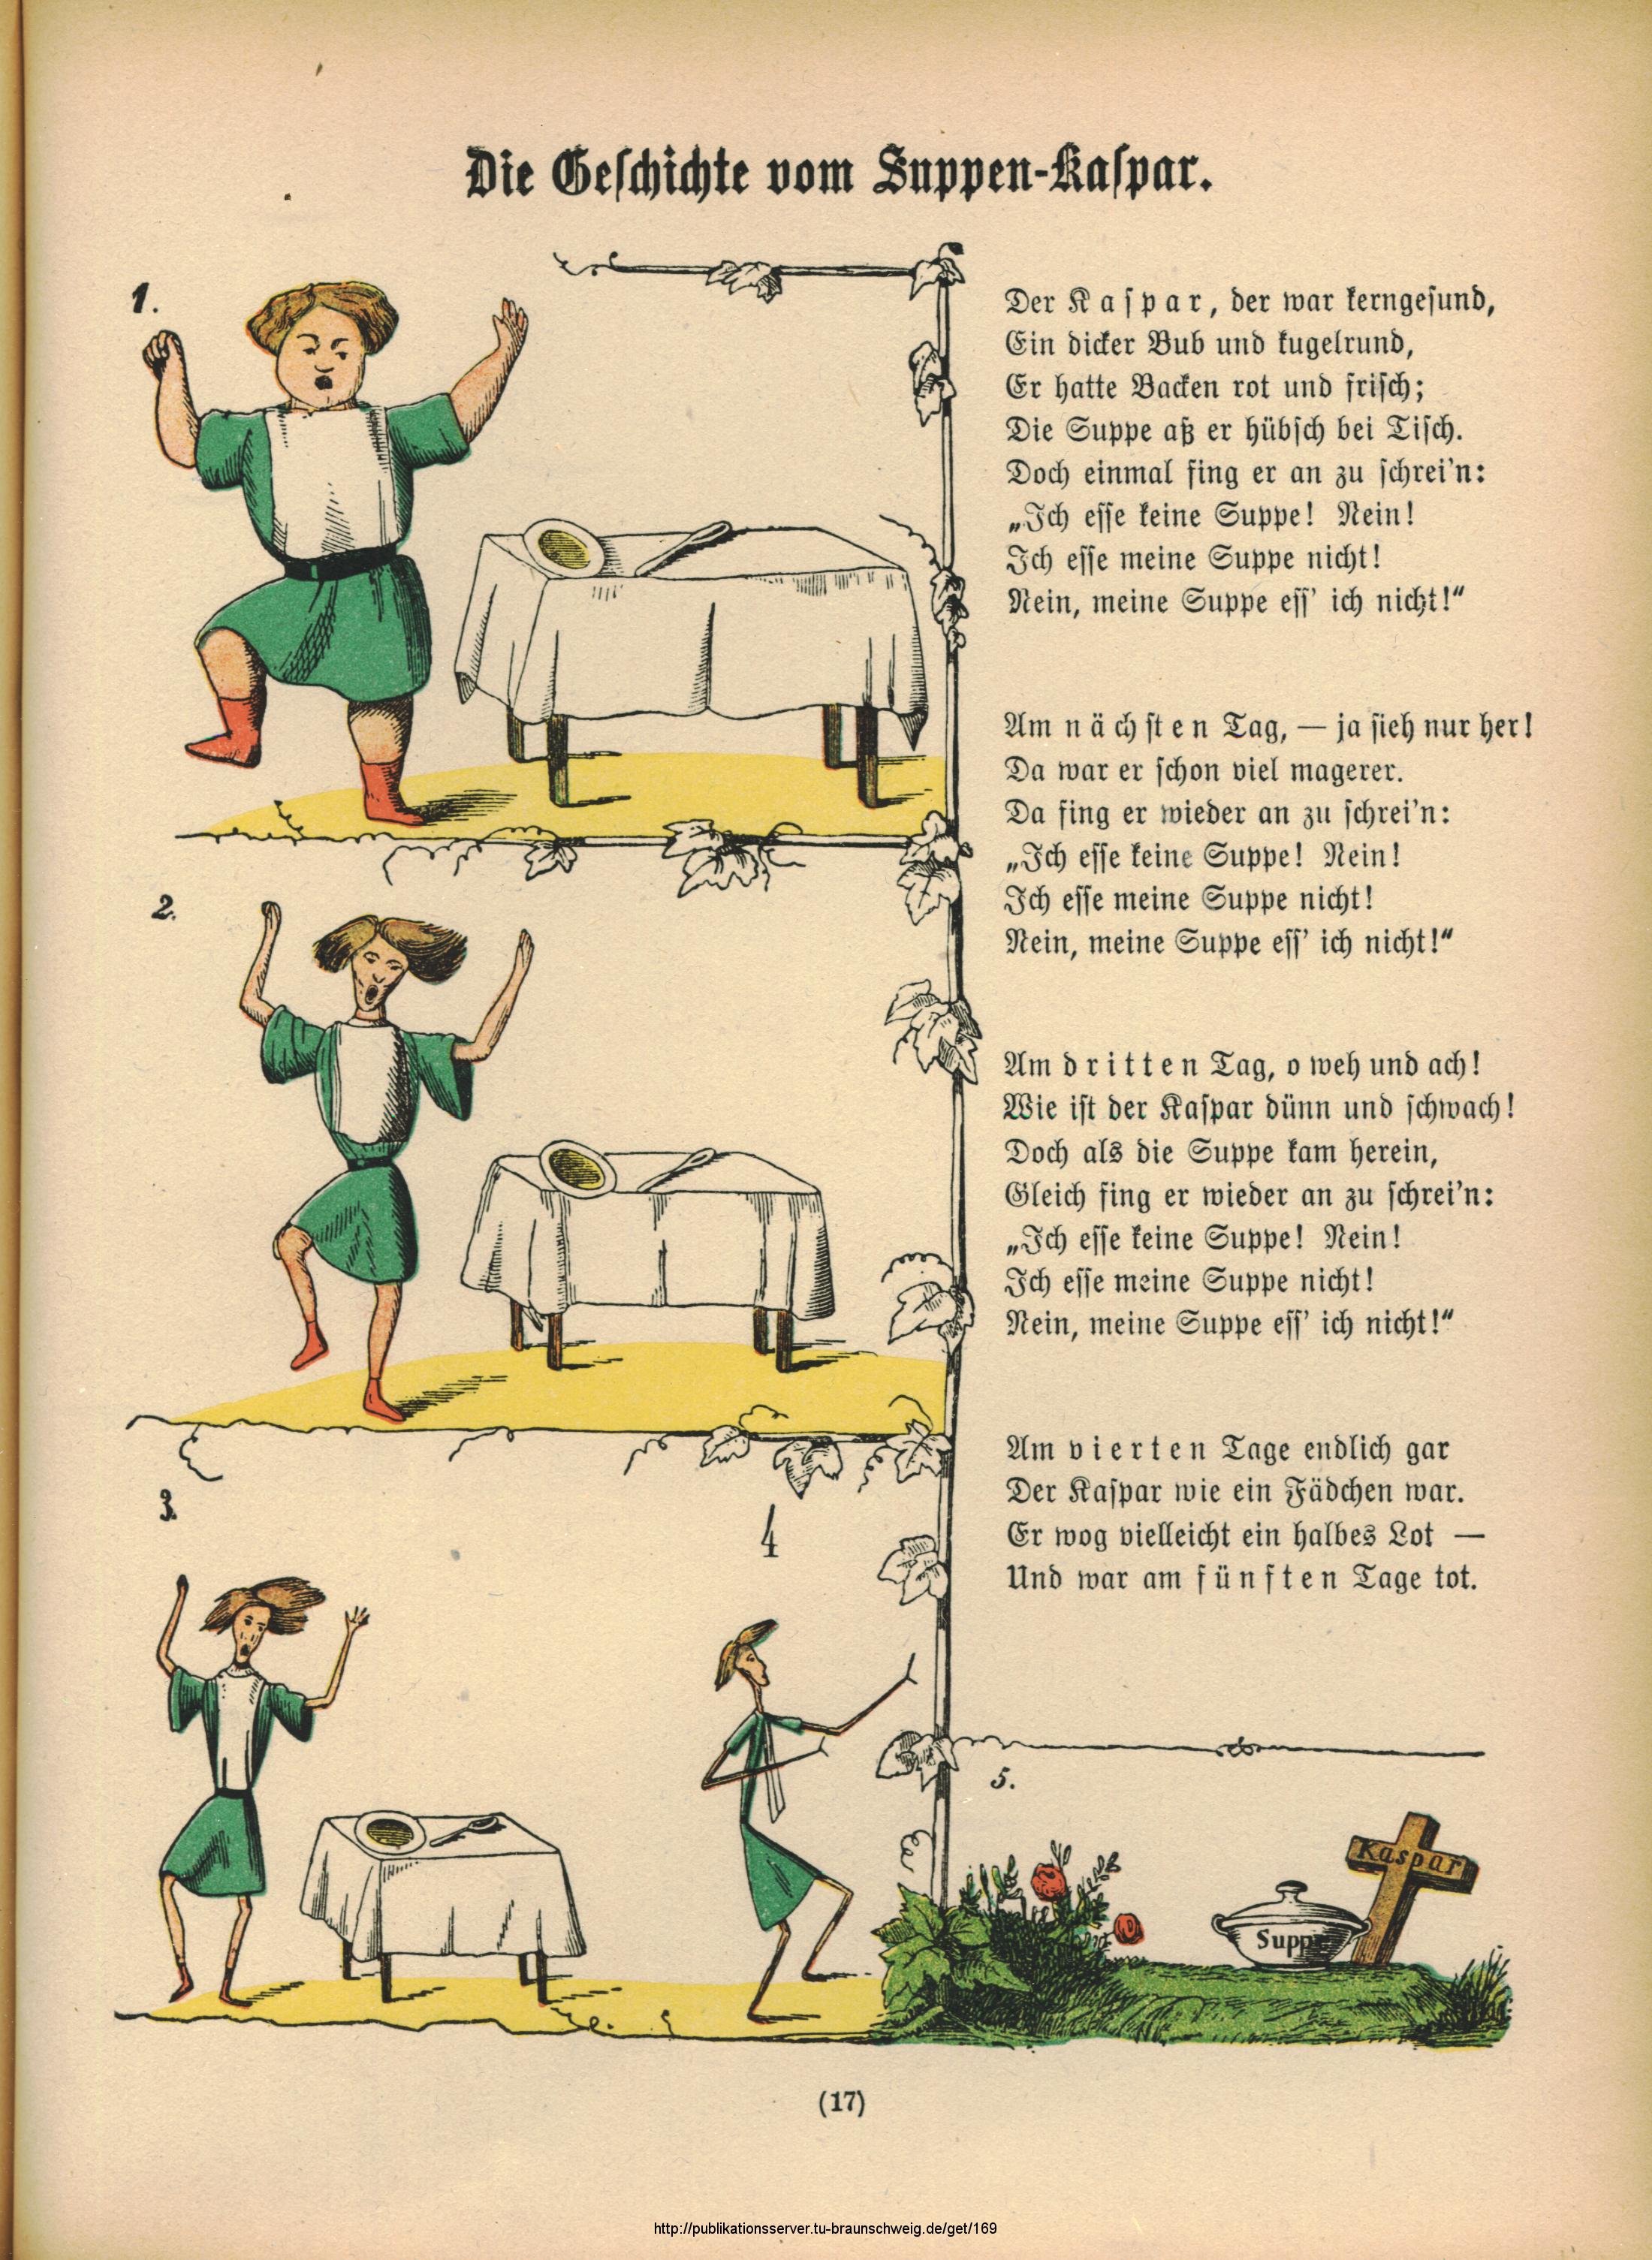 Die Geſchichte vom Suppen-Kaſpar.
1.
Der Kaſpar, der war kerngeſund,
Ein dicker Bub und kugelrund,
Er hatte Backen rot und friſch;
Die Suppe aß er hübſch bei Tiſch.
Doch einmal fing er an zu ſchrei’n:
„Ich eſſe keine Suppe! Nein!
Ich eſſe meine Suppe nicht!
Nein, meine Suppe eſſ’ ich nicht!“
2.
Am nächſten Tag, — ja ſieh nur her!
Da war er ſchon viel magerer.
Da fing er wieder an zu ſchrei’n:
„Ich eſſe keine Suppe! Nein!
Ich eſſe meine Suppe nicht!
Nein, meine Suppe eſſ’ ich nicht!“
Am dritten Tag, o weh und ach!
Wie iſt der Kaſpar dünn und ſchwach!
Doch als die Suppe kam herein,
Gleich fing er wieder an zu ſchrei’n:
„Ich eſſe keine Suppe! Nein!
Ich eſſe meine Suppe nicht!
Nein, meine Suppe eſſ’ ich nicht!“
3.
4
Am vierten Tage endlich gar
Der Kaſpar wie ein Fädchen war.
Er wog vielleicht ein halbes Lot —
Und war am fünften Tage tot.
5.
Kaspar
Suppe
(17)
http://publikationsserver.tu-braunschweig.de/get/169